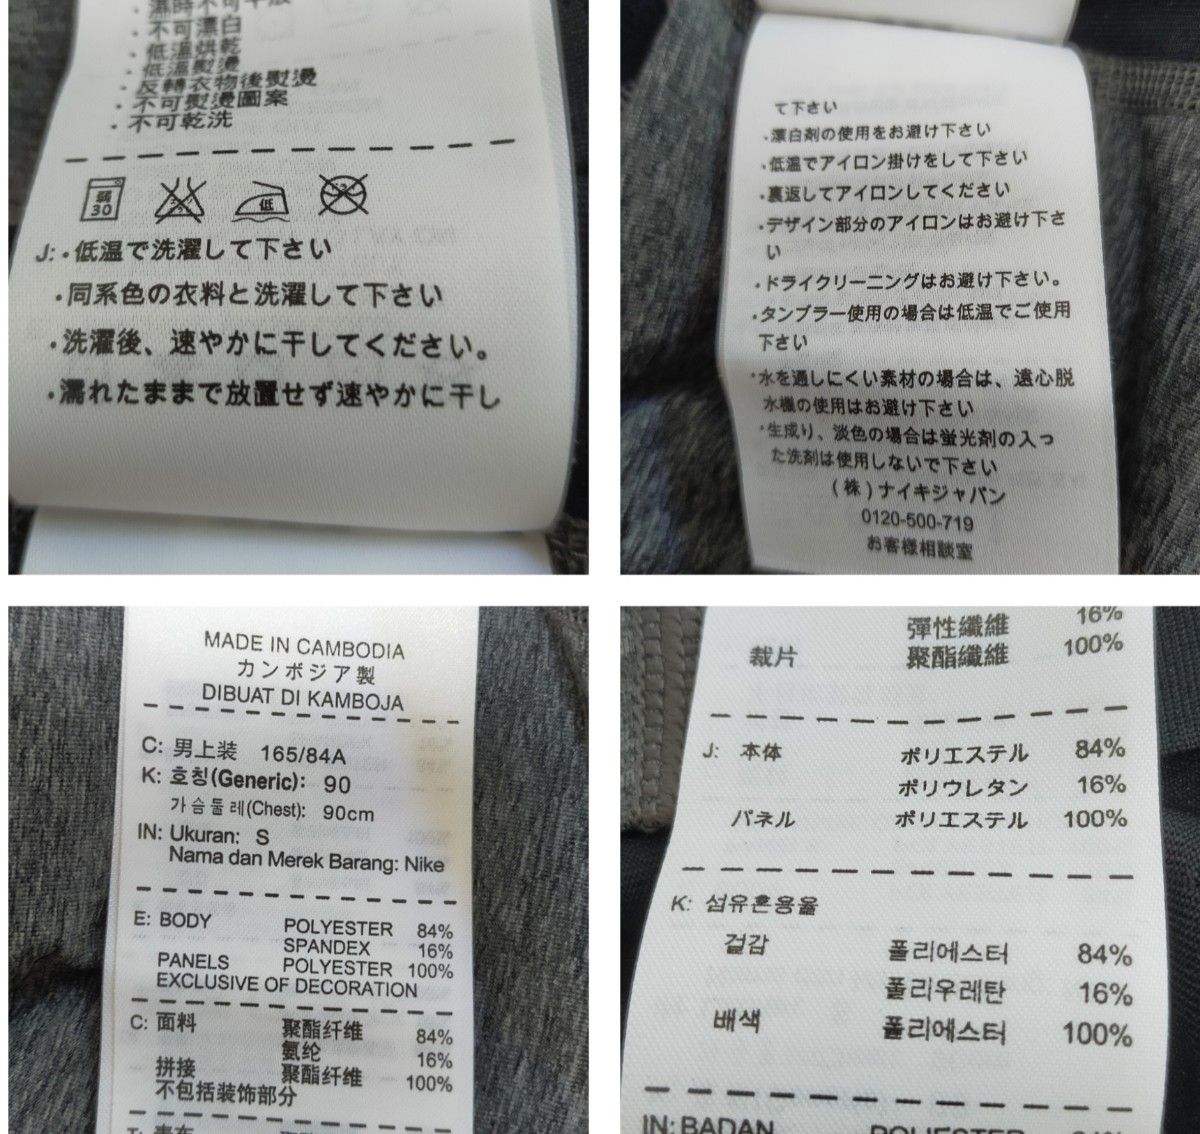 濕時不可平放
・不可漂白
・低溫烘乾
・低溫熨燙
・反轉衣物後熨燙
・不可熨燙圖案
・不可乾洗
弱
30
低
J:・低温で洗濯して下さい
・同系色の衣料と洗濯して下さい
・洗濯後、速やかに干してください。
・濡れたままで放置せず速やかに干し
て下さい
・漂白剤の使用をお避け下さい
・低温でアイロン掛けをして下さい
・裏返してアイロンしてください
・デザイン部分のアイロンはお避け下さ
い
・ドライクリーニングはお避け下さい。
・タンブラー使用の場合は低温でご使用
下さい
・水を通しにくい素材の場合は、遠心脱
水機の使用はお避け下さい
・生成り、淡色の場合は蛍光剤の入っ
た洗剤は使用しないで下さい
(株)ナイキジャパン
0120-500-719
お客様相談室
MADE IN CAMBODIA
カンボジア製
DIBUAT DI KAMBOJA
C: 男上装 165/84A
K: 호칭(Generic): 90
가슴둘레(Chest): 90cm
IN: Ukuran: S
Nama dan Merek Barang: Nike
E: BODY POLYESTER 84%
SPANDEX 16%
PANELS POLYESTER 100%
EXCLUSIVE OF DECORATION
C: 面料 聚酯纤维 84%
氨纶 16%
拼接 聚酯纤维 100%
不包括装饰部分
彈性纖維 16%
裁片 聚酯纖維 100%
J: 本体 ポリエステル 84%
ポリウレタン 16%
パネル ポリエステル 100%
K: 섬유혼용율
겉감 폴리에스터 84%
폴리우레탄 16%
배색 폴리에스터 100%
IN: BADAN